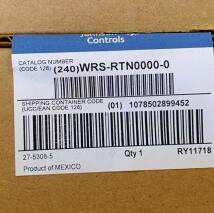 Controls
CATALOG NUMBER
(CODE 128) (240)WRS-RTN0000-0
SHIPPING CONTAINER CODE
(UCC/EAN CODE 128) (01) 1078502899452
27-5308-5 Qty 1 RY11718
Product of MEXICO